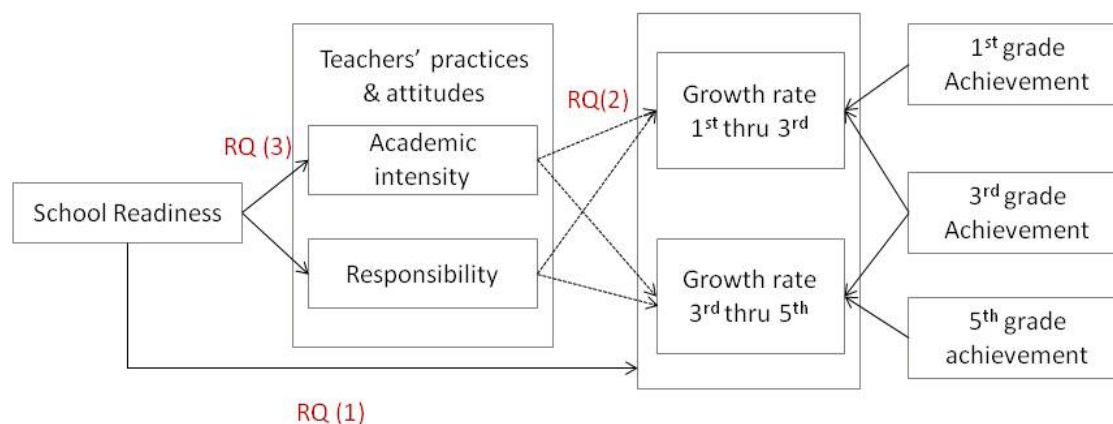 School Readiness
RQ (3)
Teachers’ practices
& attitudes
Academic
intensity
Responsibility
RQ(2)
Growth rate
1st thru 3rd
Growth rate
3rd thru 5th
1st grade
Achievement
3rd grade
Achievement
5th grade
achievement
RQ (1)